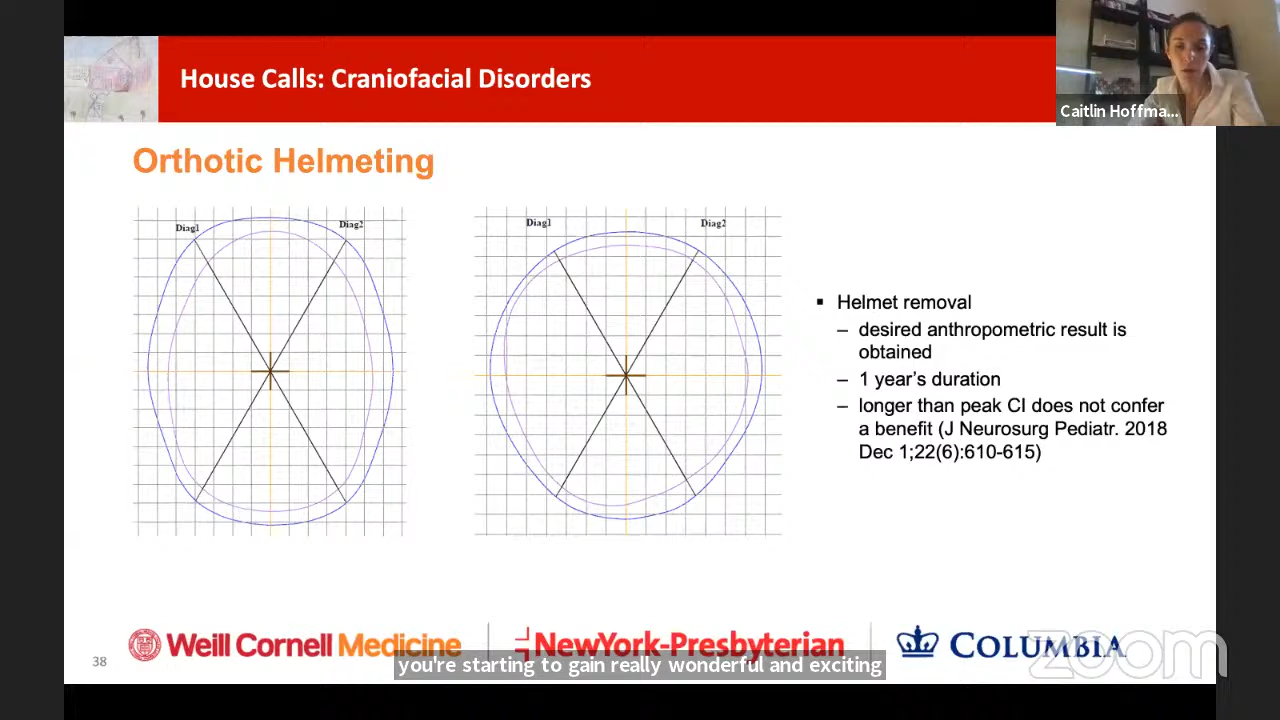 House Calls: Craniofacial Disorders
Caitlin Hoffma...
Orthotic Helmeting
Diag1
Diag2
Diag1
Diag2
▪ Helmet removal
– desired anthropometric result is
obtained
– 1 year's duration
– longer than peak CI does not confer
a benefit (J Neurosurg Pediatr. 2018
Dec 1;22(6):610-615)
38
Weill Cornell Medicine
NewYork-Presbyterian
COLUMBIA
zoom
you're starting to gain really wonderful and exciting